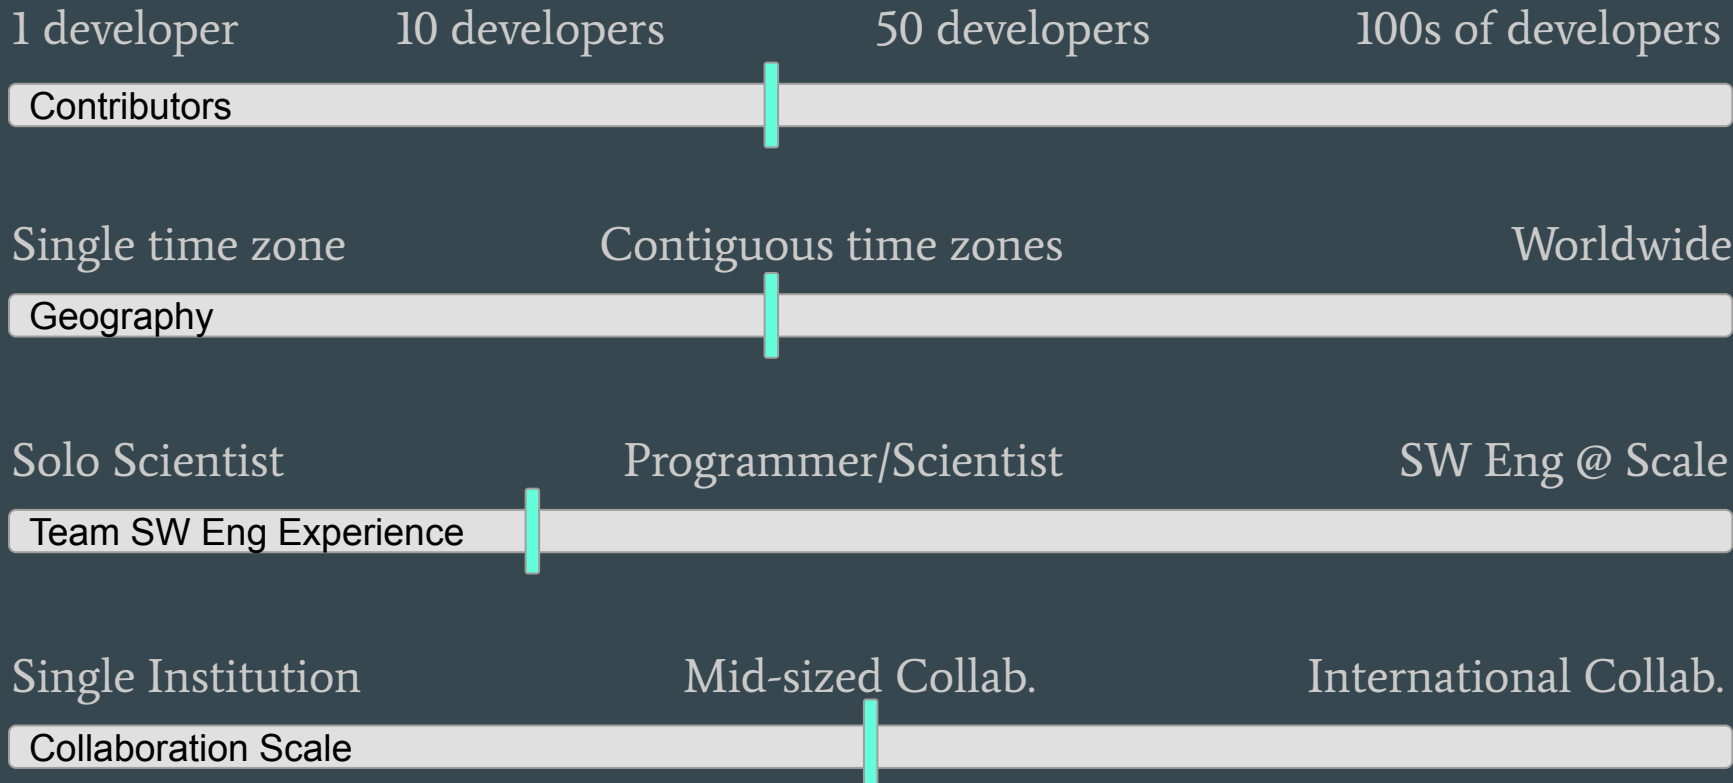 1 developer 10 developers 50 developers 100s of developers
Contributors
Single time zone Contiguous time zones Worldwide
Geography
Solo Scientist Programmer/Scientist SW Eng @ Scale
Team SW Eng Experience
Single Institution Mid-sized Collab. International Collab.
Collaboration Scale